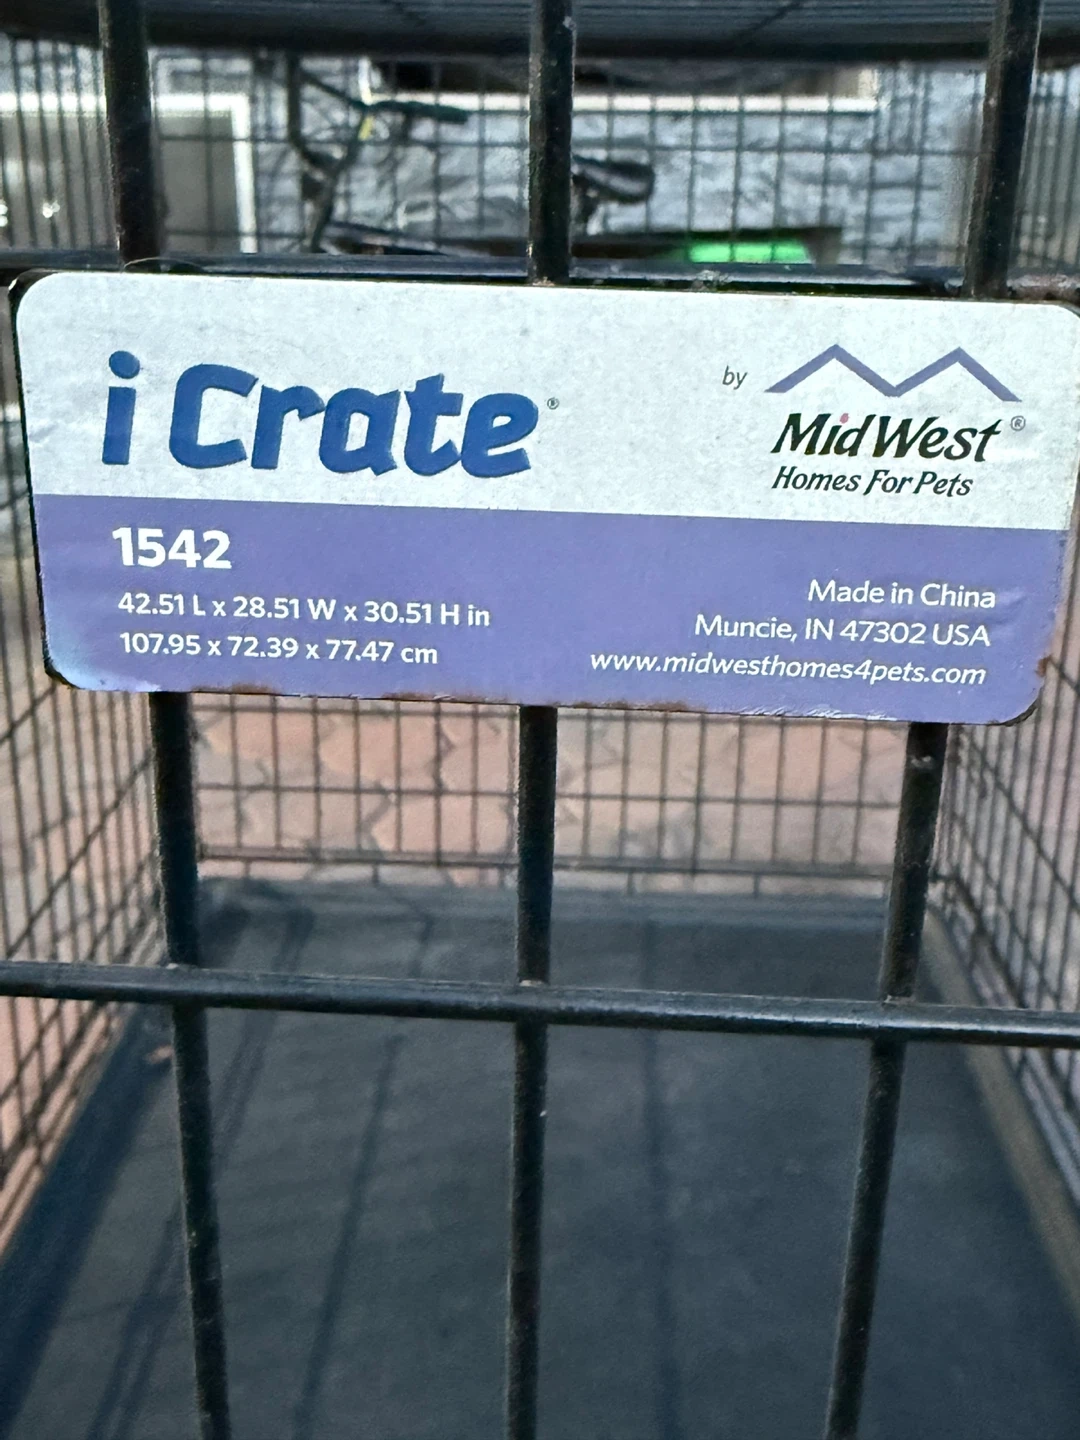 i Crate®
by
MidWest®
Homes For Pets
1542
42.51 L x 28.51 W x 30.51 H in
107.95 x 72.39 x 77.47 cm
Made in China
Muncie, IN 47302 USA
www.midwesthomes4pets.com